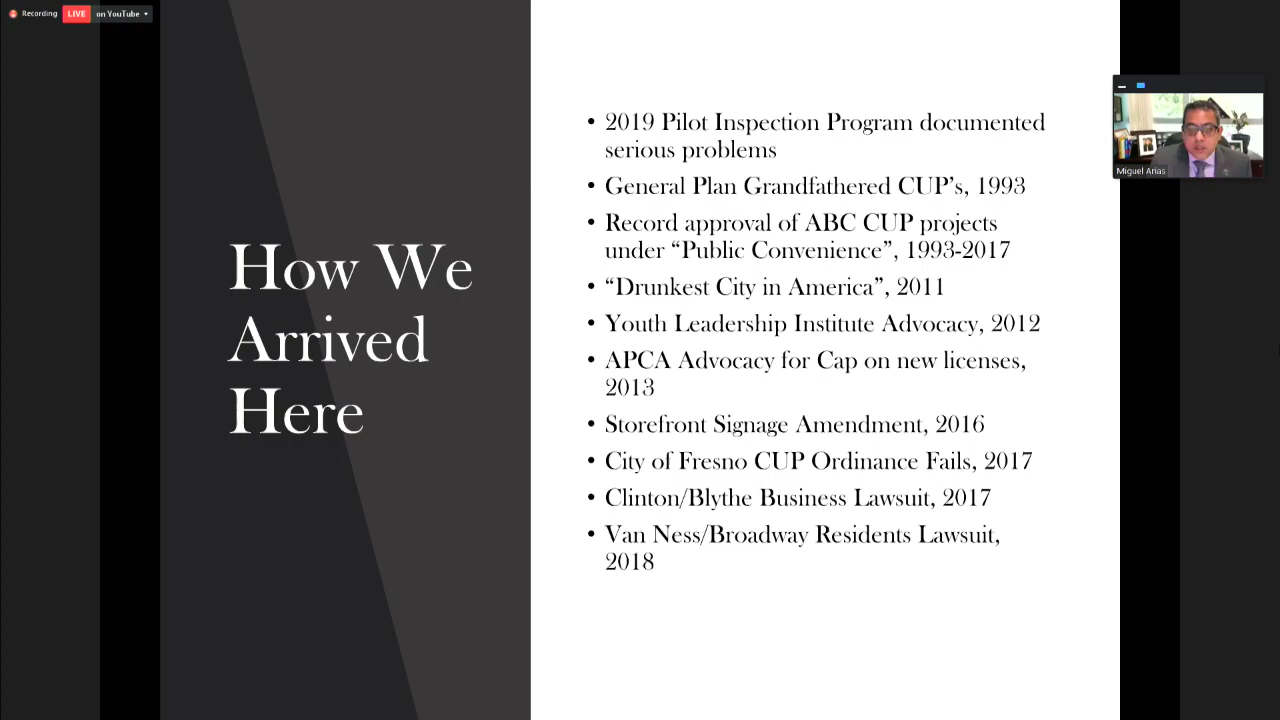 Recording
LIVE
on YouTube
How We
Arrived
Here
• 2019 Pilot Inspection Program documented
serious problems
• General Plan Grandfathered CUP’s, 1993
• Record approval of ABC CUP projects
under “Public Convenience”, 1993-2017
• “Drunkest City in America”, 2011
• Youth Leadership Institute Advocacy, 2012
• APCA Advocacy for Cap on new licenses,
2013
• Storefront Signage Amendment, 2016
• City of Fresno CUP Ordinance Fails, 2017
• Clinton/Blythe Business Lawsuit, 2017
• Van Ness/Broadway Residents Lawsuit,
2018
Miguel Arias